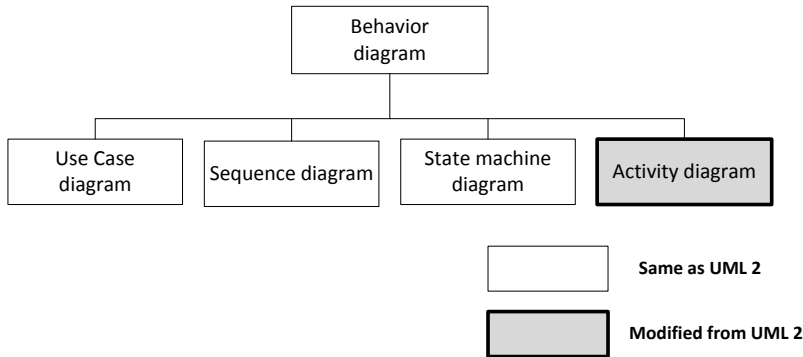 Behavior
diagram
Use Case
diagram
Sequence diagram
State machine
diagram
Activity diagram
Same as UML 2
Modified from UML 2